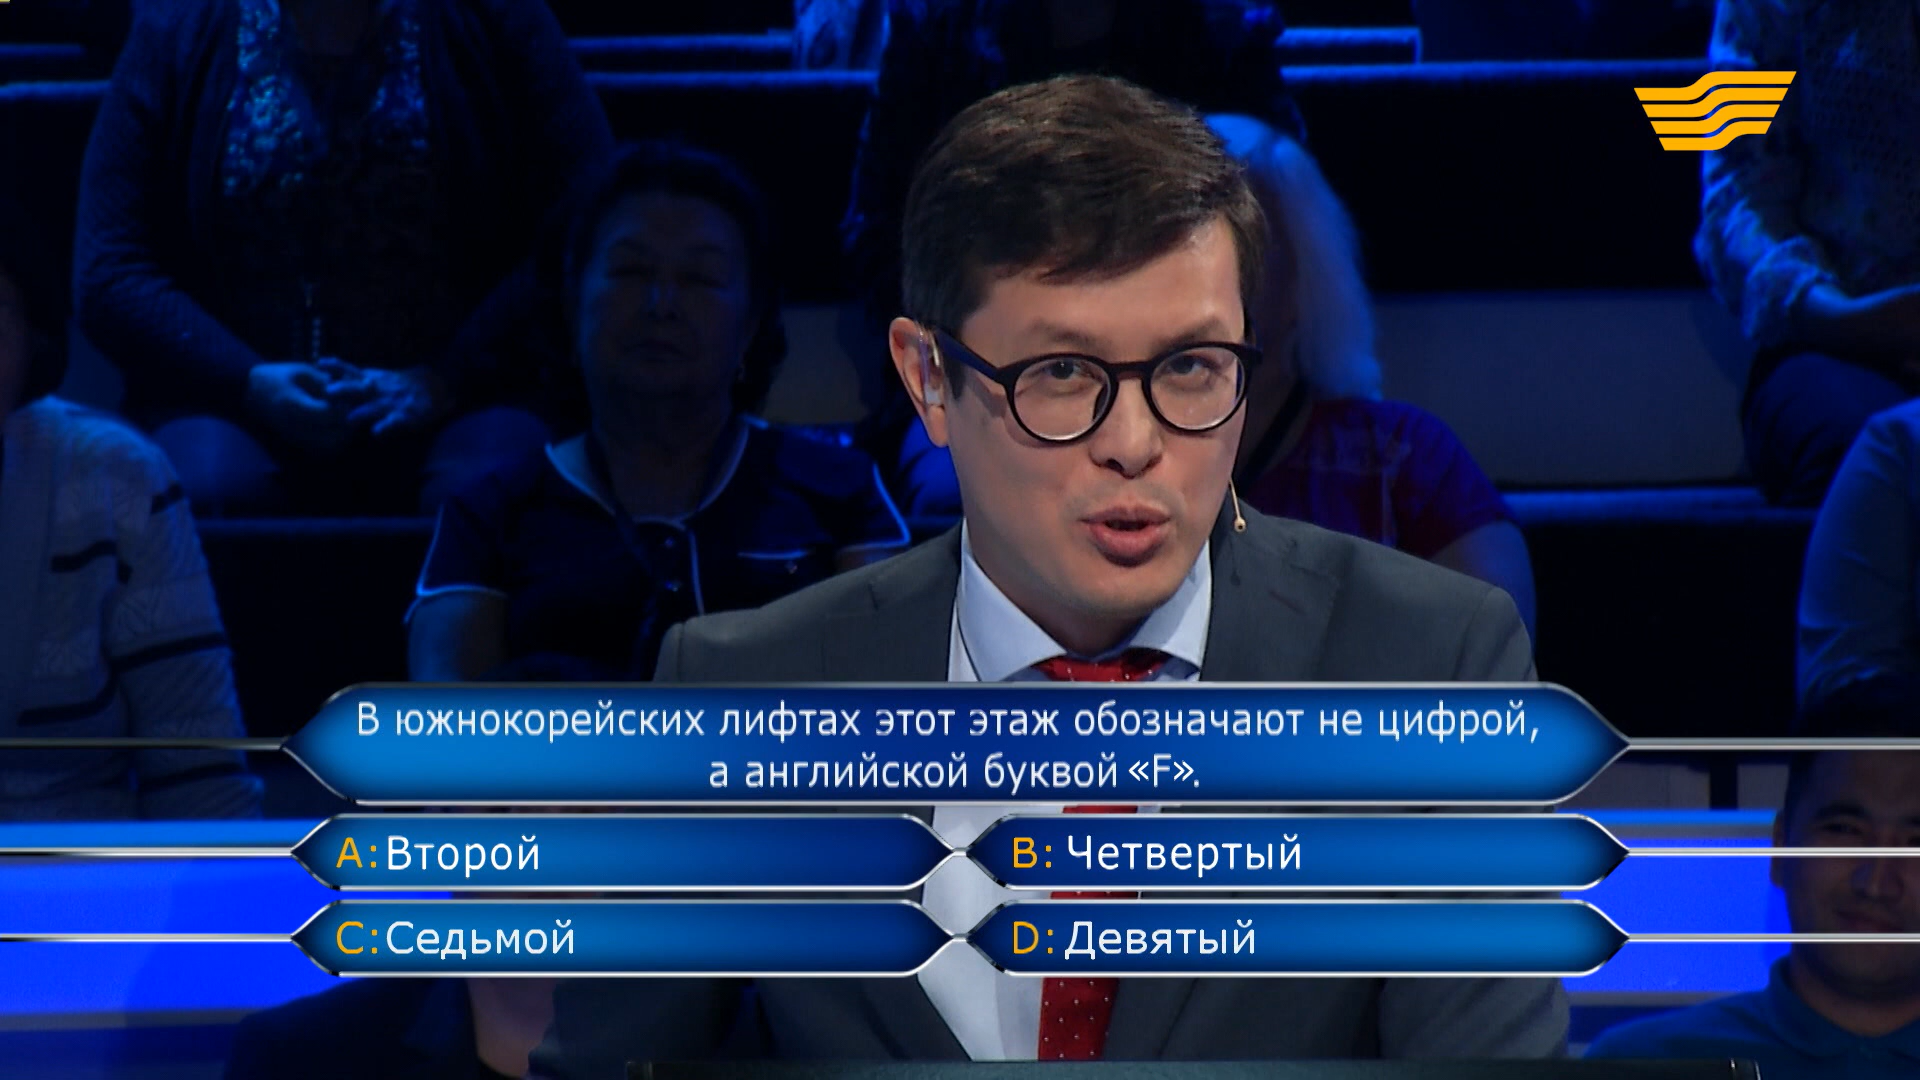 В южнокорейских лифтах этот этаж обозначают не цифрой,
а английской буквой «F».
A: Второй
B: Четвертый
C: Седьмой
D: Девятый